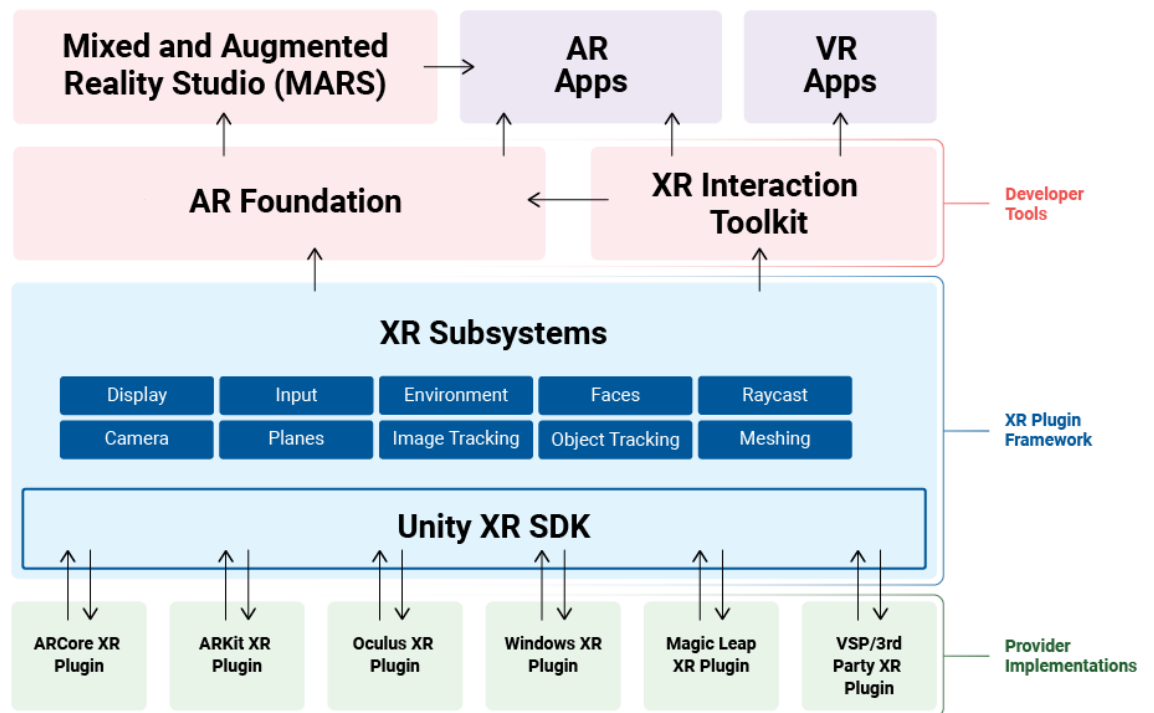 Mixed and Augmented
Reality Studio (MARS)
AR
Apps
VR
Apps
AR Foundation
XR Interaction
Toolkit
Developer
Tools
XR Subsystems
Display
Input
Environment
Faces
Raycast
Camera
Planes
Image Tracking
Object Tracking
Meshing
XR Plugin
Framework
Unity XR SDK
ARCore XR
Plugin
ARKit XR
Plugin
Oculus XR
Plugin
Windows XR
Plugin
Magic Leap
XR Plugin
VSP/3rd
Party XR
Plugin
Provider
Implementations